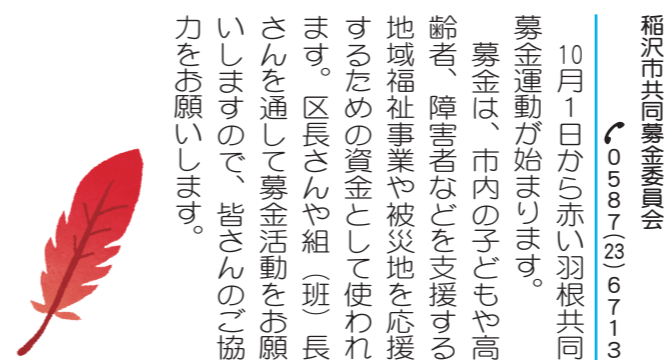 稲沢市共同募金委員会
0587(23)6713
10月1日から赤い羽根共同
募金運動が始まります。
募金は、市内の子どもや高
齢者、障害者などを支援する
地域福祉事業や被災地を応援
するための資金として使われ
ます。区長さんや組（班）長
さんを通して募金活動をお願
いしますので、皆さんのご協
力をお願いします。